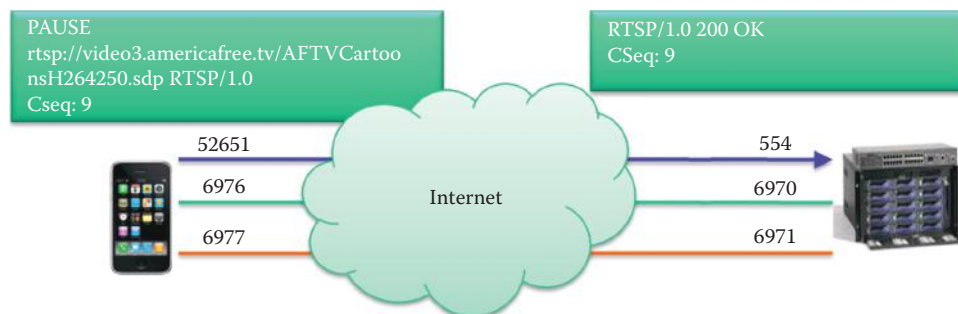 PAUSE
rtsp://video3.americafree.tv/AFTVCartoo
nsH264250.sdp RTSP/1.0
Cseq: 9
RTSP/1.0 200 OK
CSeq: 9
52651
554
6976
Internet
6970
6977
6971